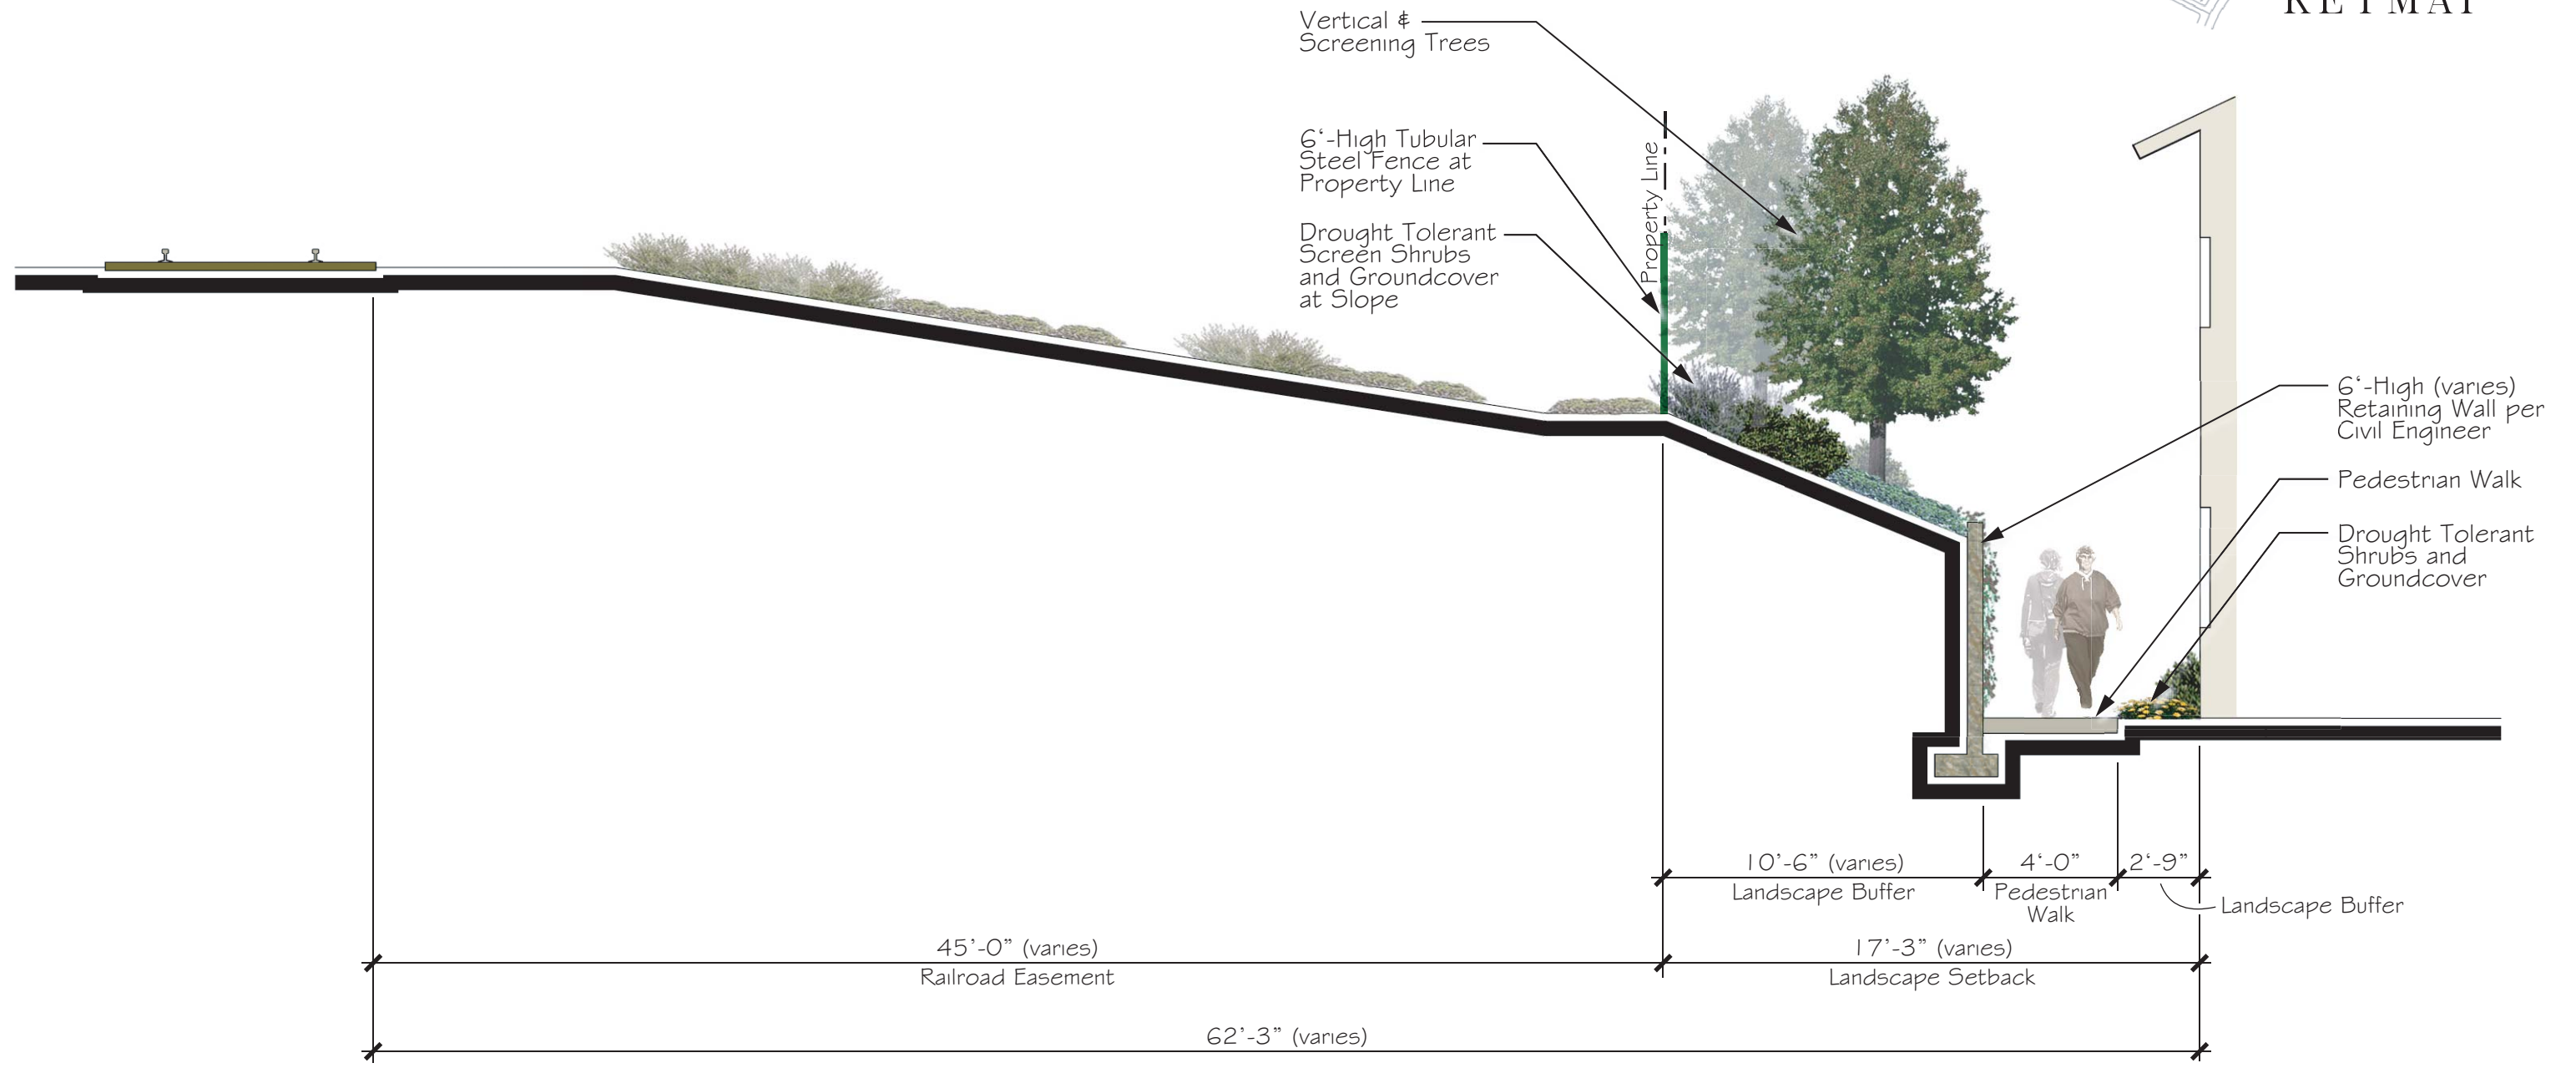 KEYMAP
Vertical &
Screening Trees
6'-High Tubular
Steel Fence at
Property Line
Drought Tolerant
Screen Shrubs
and Groundcover
at Slope
Property Line
6'-High (varies)
Retaining Wall per
Civil Engineer
Pedestrian Walk
Drought Tolerant
Shrubs and
Groundcover
10'-6" (varies)
Landscape Buffer
4'-0"
Pedestrian
Walk
2'-9"
Landscape Buffer
45'-0" (varies)
Railroad Easement
17'-3" (varies)
Landscape Setback
62'-3" (varies)